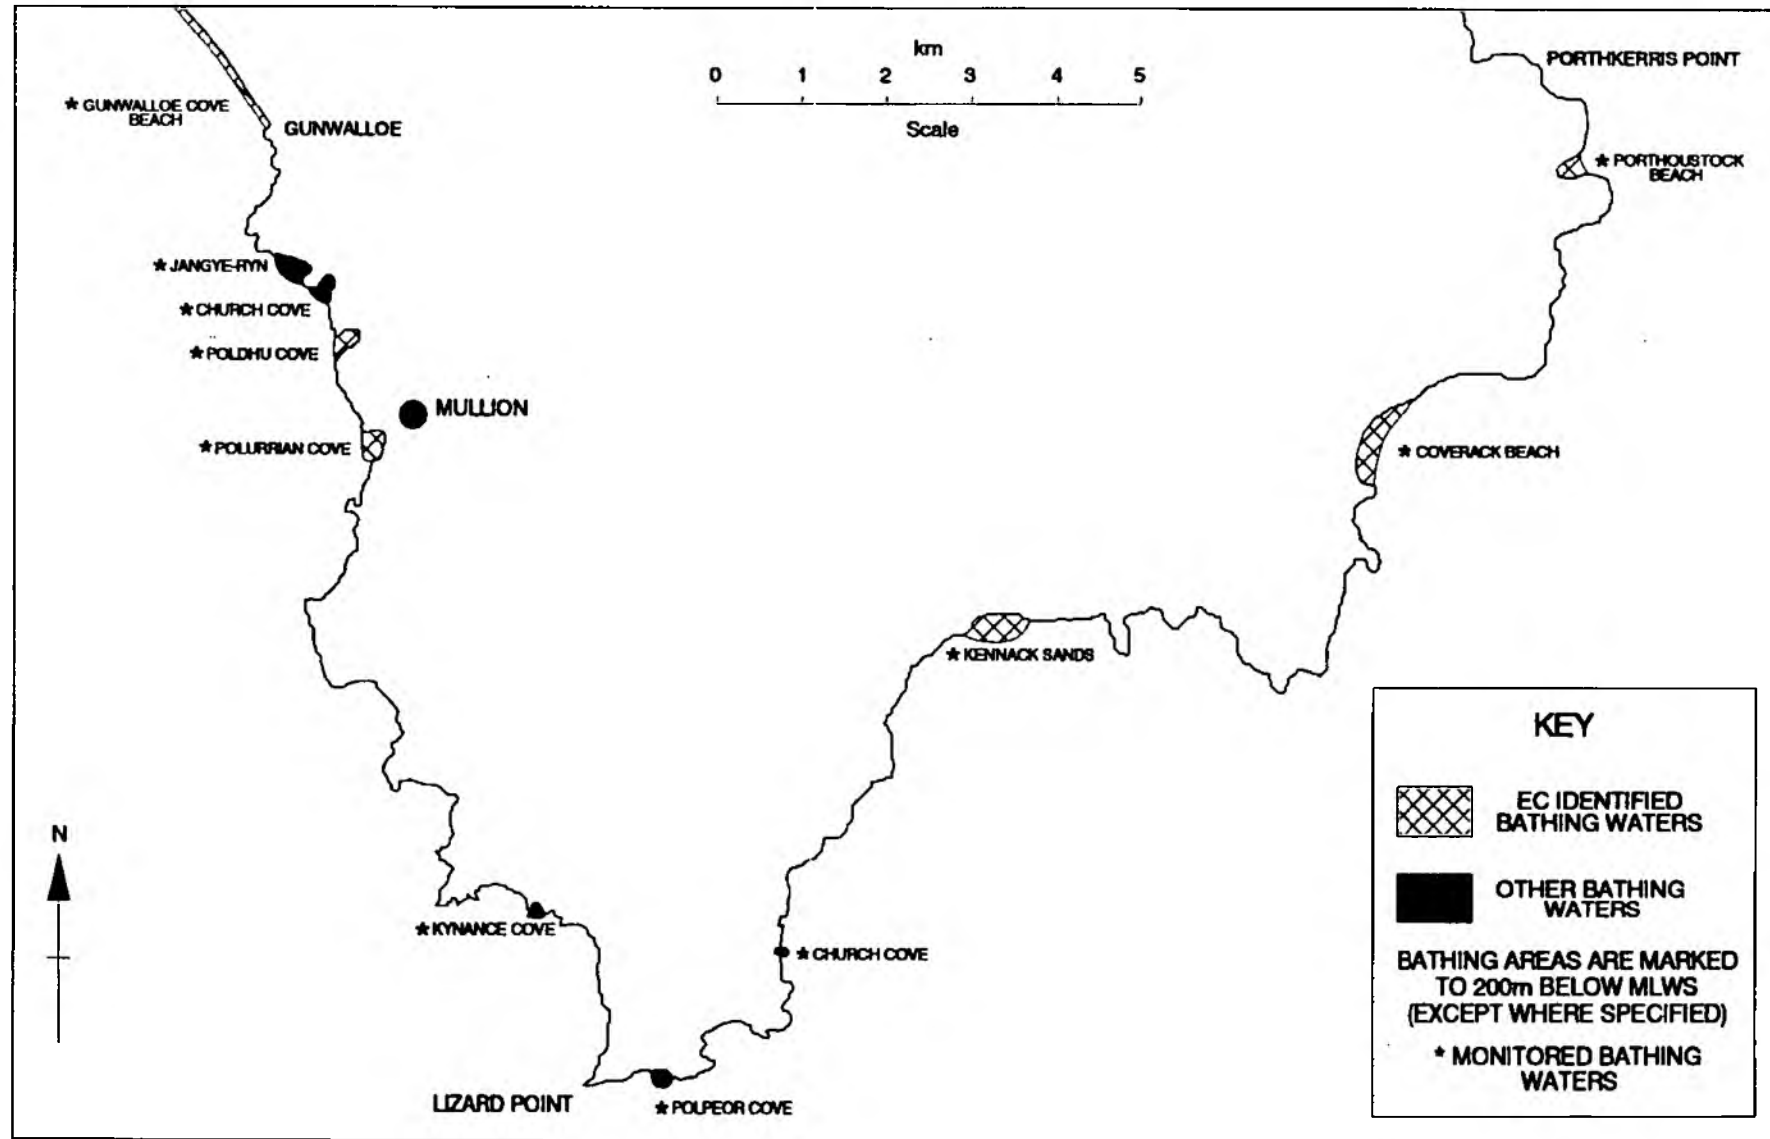 km
0 1 2 3 4 5
Scale
PORTHKERRIS POINT
* GUNWALLOE COVE
BEACH
GUNWALLOE
* PORTHOUSTOCK
BEACH
* JANGYE-RYN
* CHURCH COVE
* POLDHU COVE
MULLION
* POLURRIAN COVE
* COVERACK BEACH
* KENNACK SANDS
N
* KYNANCE COVE
* CHURCH COVE
LIZARD POINT
* POLPEOR COVE
KEY
EC IDENTIFIED
BATHING WATERS
OTHER BATHING
WATERS
BATHING AREAS ARE MARKED
TO 200m BELOW MLWS
(EXCEPT WHERE SPECIFIED)
* MONITORED BATHING
WATERS